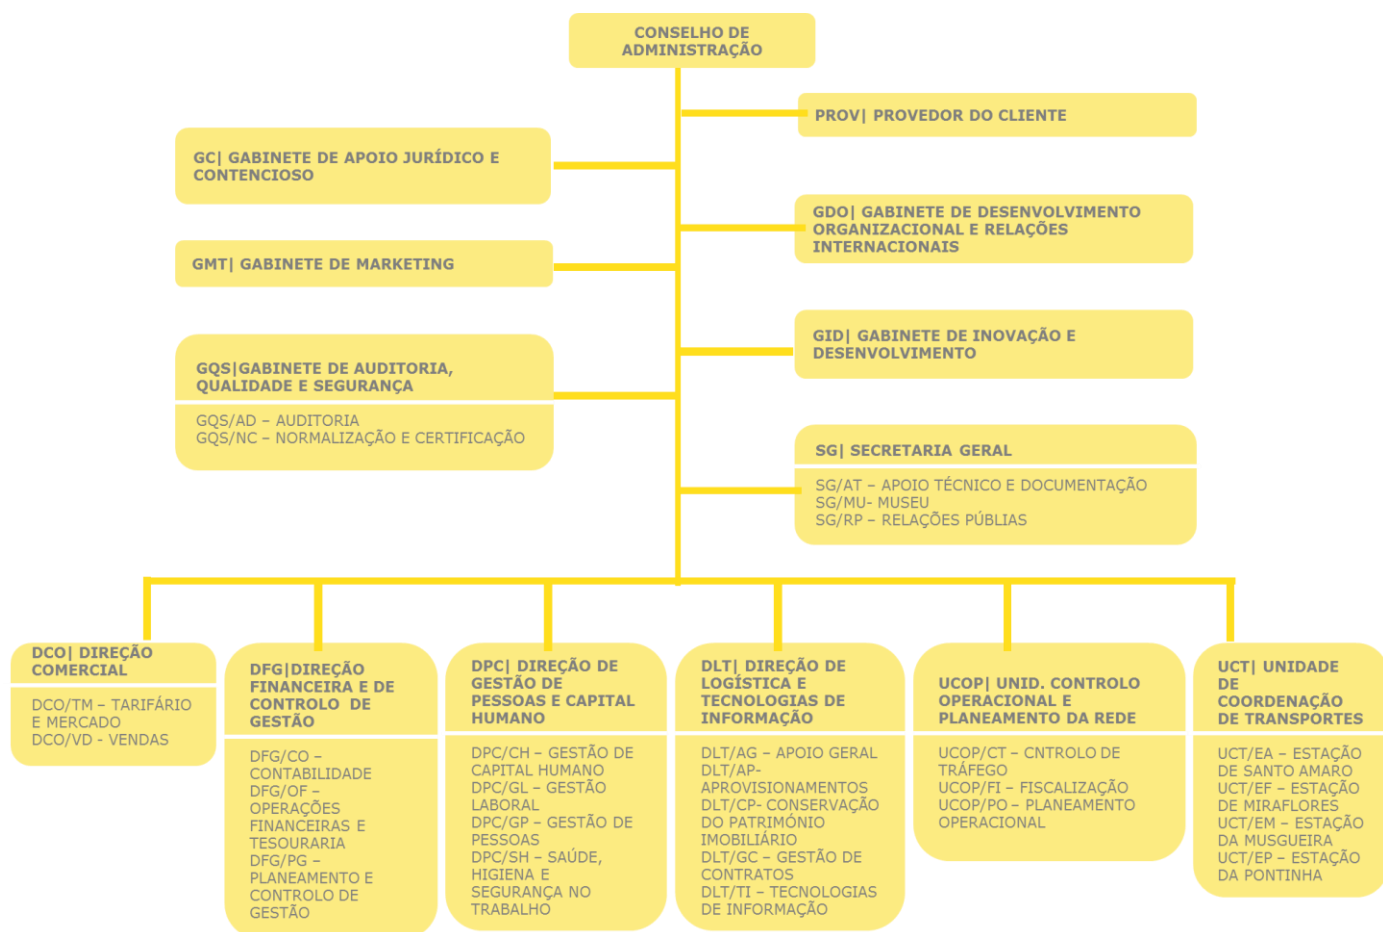 CONSELHO DE
ADMINISTRAÇÃO
PROV| PROVEDOR DO CLIENTE
GC| GABINETE DE APOIO JURÍDICO E
CONTENCIOSO
GDO| GABINETE DE DESENVOLVIMENTO
ORGANIZACIONAL E RELAÇÕES
INTERNACIONAIS
GMT| GABINETE DE MARKETING
GID| GABINETE DE INOVAÇÃO E
DESENVOLVIMENTO
GQS|GABINETE DE AUDITORIA,
QUALIDADE E SEGURANÇA
GQS/AD – AUDITORIA
GQS/NC – NORMALIZAÇÃO E CERTIFICAÇÃO
SG| SECRETARIA GERAL
SG/AT – APOIO TÉCNICO E DOCUMENTAÇÃO
SG/MU- MUSEU
SG/RP – RELAÇÕES PÚBLIAS
DCO| DIREÇÃO
COMERCIAL
DCO/TM – TARIFÁRIO
E MERCADO
DCO/VD - VENDAS
DFG|DIREÇÃO
FINANCEIRA E DE
CONTROLO DE
GESTÃO
DFG/CO –
CONTABILIDADE
DFG/OF –
OPERAÇÕES
FINANCEIRAS E
TESOURARIA
DFG/PG –
PLANEAMENTO E
CONTROLO DE
GESTÃO
DPC| DIREÇÃO DE
GESTÃO DE
PESSOAS E CAPITAL
HUMANO
DPC/CH – GESTÃO DE
CAPITAL HUMANO
DPC/GL – GESTÃO
LABORAL
DPC/GP – GESTÃO DE
PESSOAS
DPC/SH – SAÚDE,
HIGIENA E
SEGURANÇA NO
TRABALHO
DLT| DIREÇÃO DE
LOGÍSTICA E
TECNOLOGIAS DE
INFORMAÇÃO
DLT/AG – APOIO GERAL
DLT/AP-
APROVISIONAMENTOS
DLT/CP- CONSERVAÇÃO
DO PATRIMÓNIO
IMOBILIÁRIO
DLT/GC – GESTÃO DE
CONTRATOS
DLT/TI – TECNOLOGIAS
DE INFORMAÇÃO
UCOP| UNID. CONTROLO
OPERACIONAL E
PLANEAMENTO DA REDE
UCOP/CT – CNTROLO DE
TRÁFEGO
UCOP/FI – FISCALIZAÇÃO
UCOP/PO – PLANEAMENTO
OPERACIONAL
UCT| UNIDADE
DE
COORDENAÇÃO
DE TRANSPORTES
UCT/EA – ESTAÇÃO
DE SANTO AMARO
UCT/EF – ESTAÇÃO
DE MIRAFLORES
UCT/EM – ESTAÇÃO
DA MUSGUEIRA
UCT/EP – ESTAÇÃO
DA PONTINHA